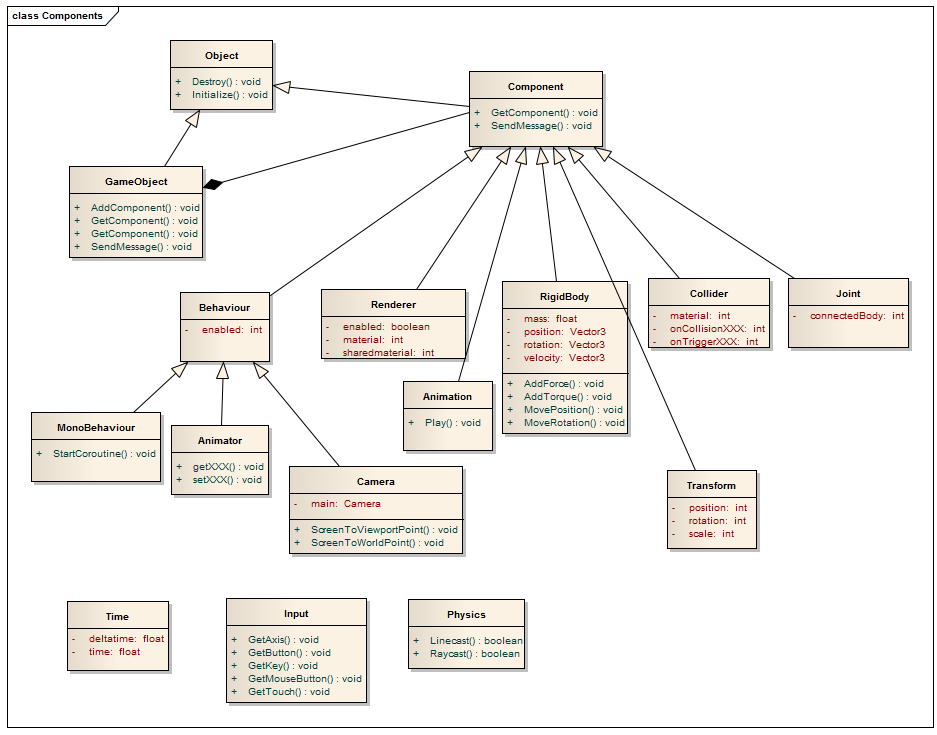 class Components
Object
+ Destroy() : void
+ Initialize() : void
Component
+ GetComponent() : void
+ SendMessage() : void
GameObject
+ AddComponent() : void
+ GetComponent() : void
+ GetComponent() : void
+ SendMessage() : void
Behaviour
- enabled: int
Renderer
- enabled: boolean
- material: int
- sharedmaterial: int
RigidBody
- mass: float
- position: Vector3
- rotation: Vector3
- velocity: Vector3
+ AddForce() : void
+ AddTorque() : void
+ MovePosition() : void
+ MoveRotation() : void
Collider
- material: int
- onCollisionXXX: int
- onTriggerXXX: int
Joint
- connectedBody: int
Animation
+ Play() : void
MonoBehaviour
+ StartCoroutine() : void
Animator
+ getXXX() : void
+ setXXX() : void
Camera
- main: Camera
+ ScreenToViewportPoint() : void
+ ScreenToWorldPoint() : void
Transform
- position: int
- rotation: int
- scale: int
Time
- deltatime: float
- time: float
Input
+ GetAxis() : void
+ GetButton() : void
+ GetKey() : void
+ GetMouseButton() : void
+ GetTouch() : void
Physics
+ Linecast() : boolean
+ Raycast() : boolean